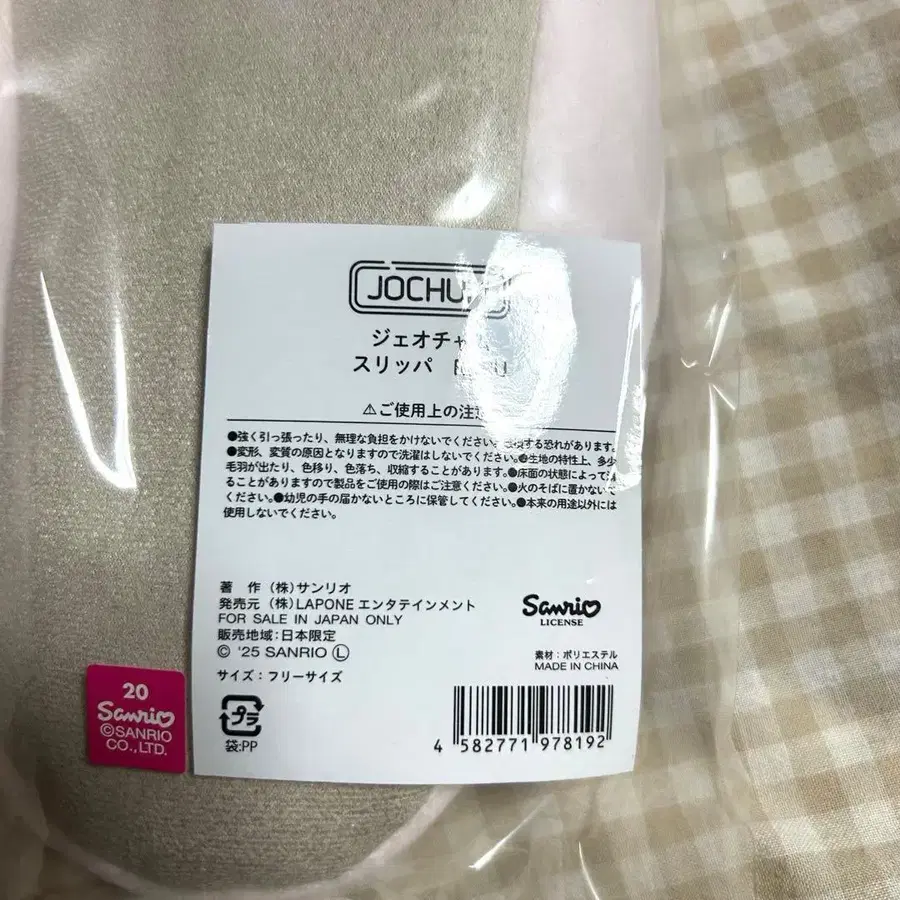 ジェオチャ
スリッパ
⚠ご使用上の注意
●強く引っ張ったり、無理な負担をかけないでください。する恐れがあります。
●変形、変質の原因となりますので洗濯はしないでください。●生地の特性上、多少
毛羽が出たり、色移り、色落ち、収縮することがあります。●床面の状態によって
ることがありますので製品をご使用の際はご注意ください。●火のそばに置かないで
ください。●幼児の手の届かないところに保管してください。●本来の用途以外には
使用しないでください。
著 作 (株)サンリオ
発売元 (株)LAPONE エンタテインメント
FOR SALE IN JAPAN ONLY
販売地域:日本限定
© '25 SANRIO Ⓛ
サイズ:フリーサイズ
プラ
袋:PP
Sanrio
LICENSE
素材:ポリエステル
MADE IN CHINA
4 582771 978192
20
Sanrio
©SANRIO
CO.,LTD.